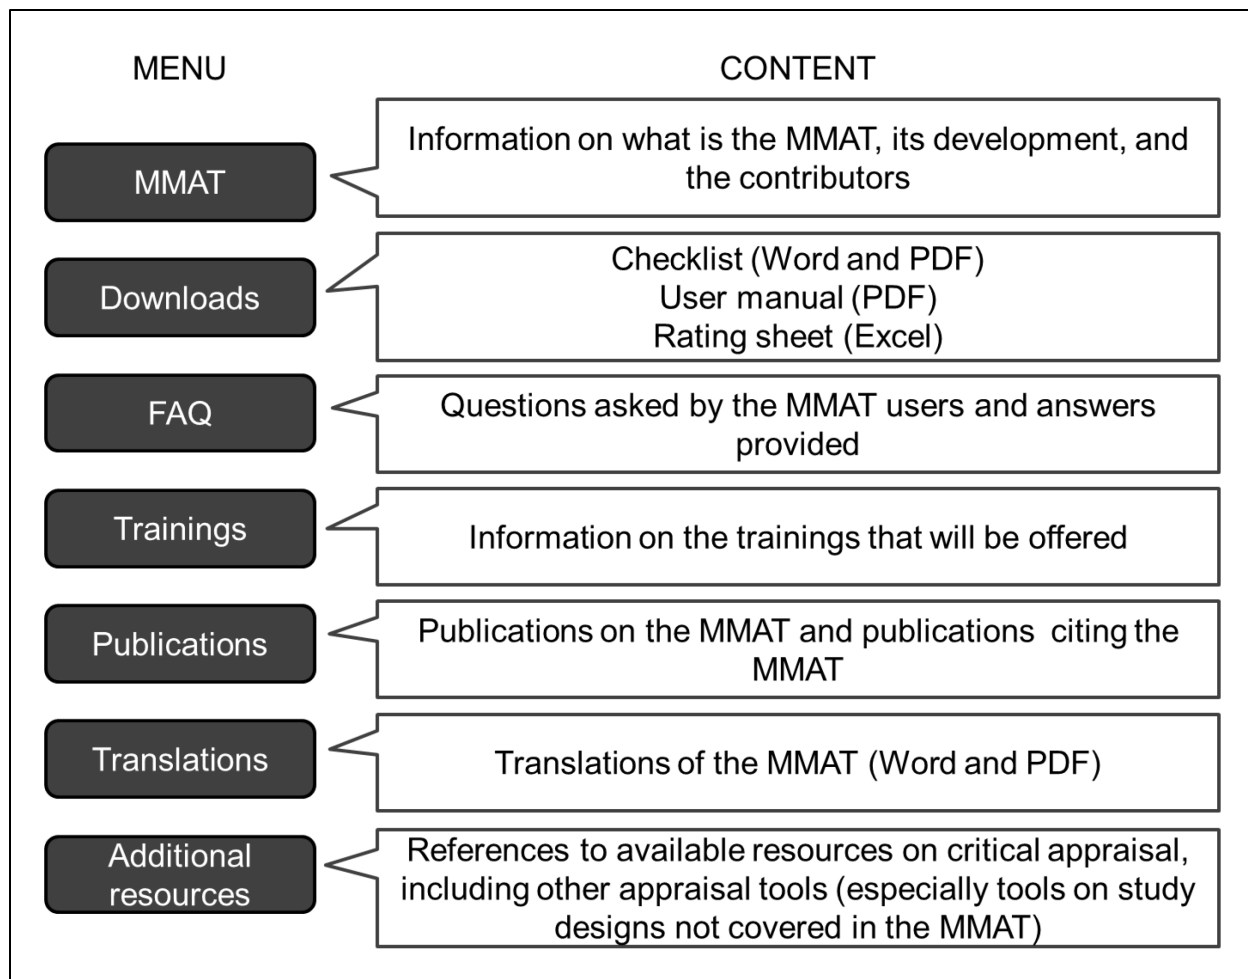 MENU
CONTENT
MMAT
Information on what is the MMAT, its development, and
the contributors
Downloads
Checklist (Word and PDF)
User manual (PDF)
Rating sheet (Excel)
FAQ
Questions asked by the MMAT users and answers
provided
Trainings
Information on the trainings that will be offered
Publications
Publications on the MMAT and publications  citing the
MMAT
Translations
Translations of the MMAT (Word and PDF)
Additional
resources
References to available resources on critical appraisal,
including other appraisal tools (especially tools on study
designs not covered in the MMAT)